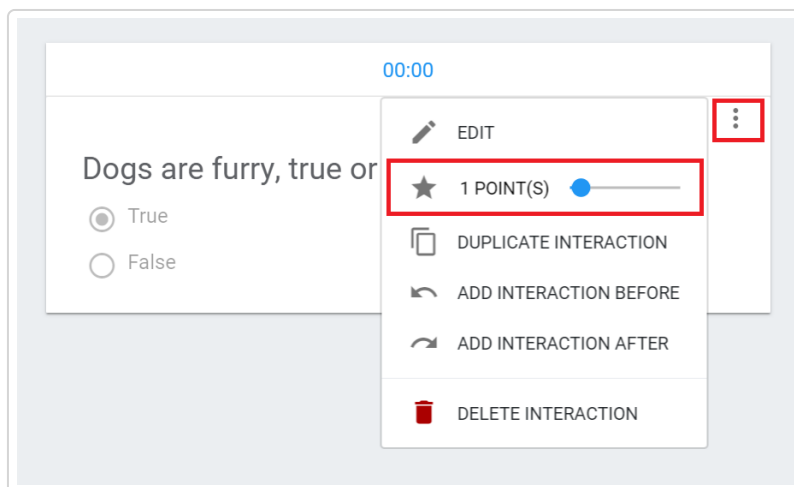 00:00
Dogs are furry, true or
True
False
EDIT
1 POINT(S)
DUPLICATE INTERACTION
ADD INTERACTION BEFORE
ADD INTERACTION AFTER
DELETE INTERACTION